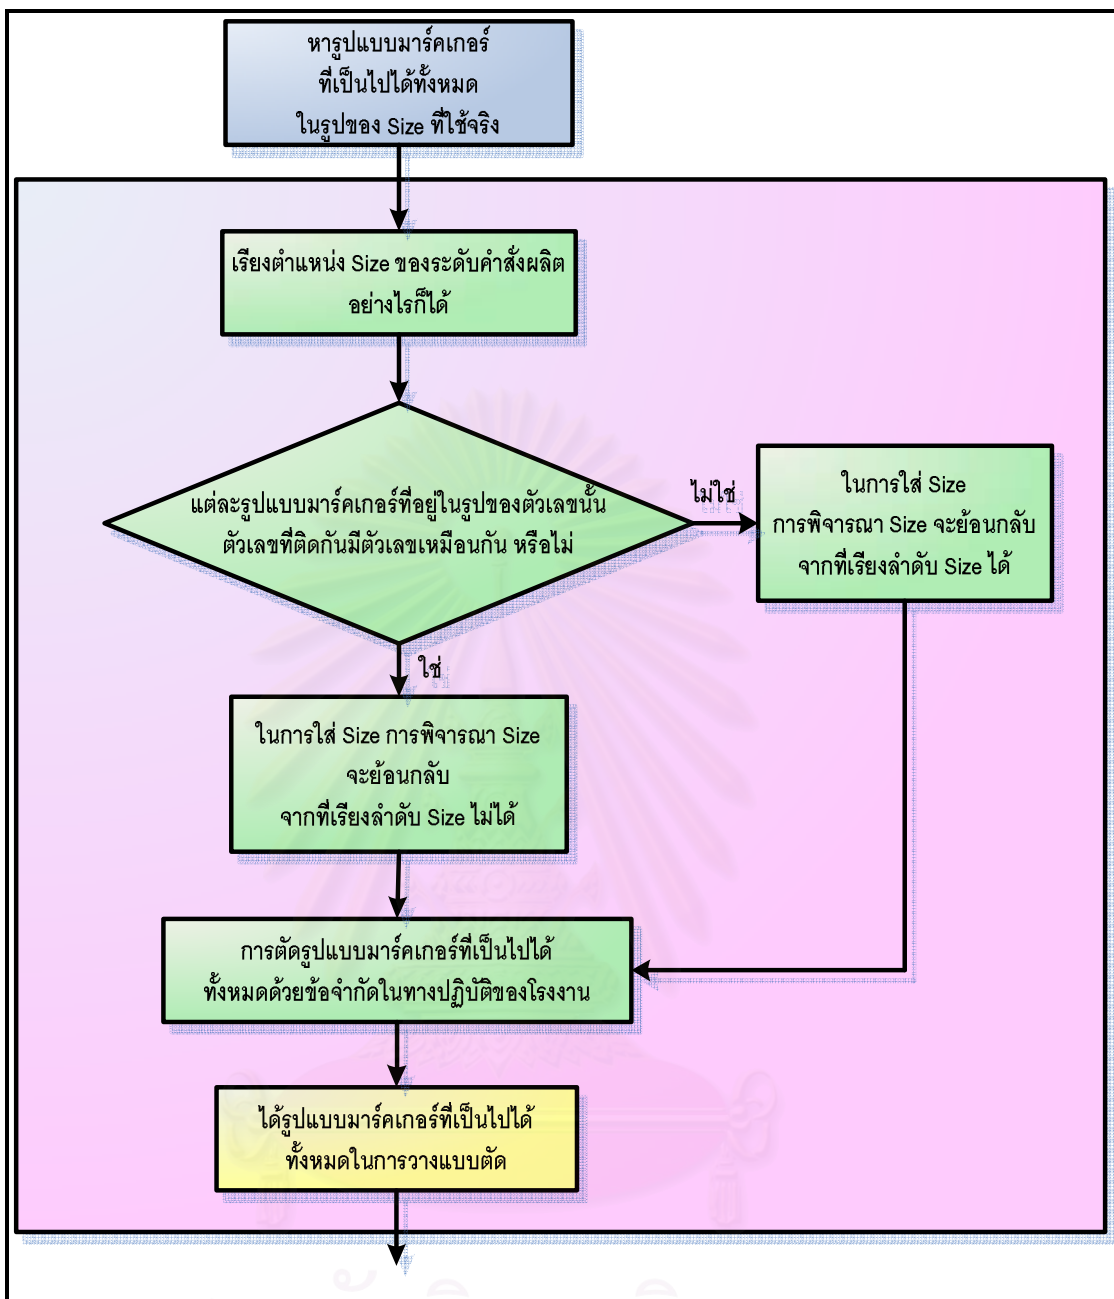 หารูปแบบมาร์คเกอร์
ที่เป็นไปได้ทั้งหมด
ในรูปของ Size ที่ใช้จริง
เรียงตำแหน่ง Size ของระดับคำสั่งผลิต
อย่างไรก็ได้
แต่ละรูปแบบมาร์คเกอร์ที่อยู่ในรูปของตัวเลขนั้น
ตัวเลขที่ติดกันมีตัวเลขเหมือนกัน หรือไม่
ไม่ใช่
ในการใส่ Size
การพิจารณา Size จะย้อนกลับ
จากที่เรียงลำดับ Size ได้
ใช่
ในการใส่ Size การพิจารณา Size
จะย้อนกลับ
จากที่เรียงลำดับ Size ไม่ได้
การตัดรูปแบบมาร์คเกอร์ที่เป็นไปได้
ทั้งหมดด้วยข้อจำกัดในทางปฏิบัติของโรงงาน
ได้รูปแบบมาร์คเกอร์ที่เป็นไปได้
ทั้งหมดในการวางแบบตัด